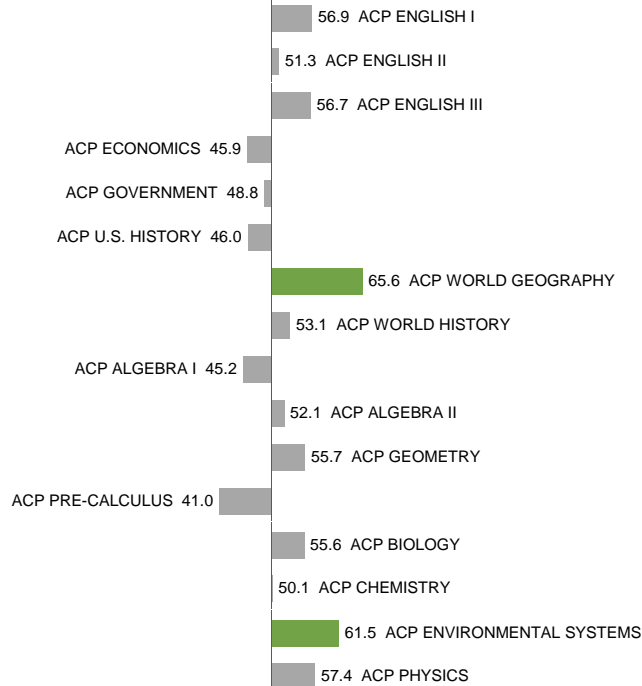 56.9 ACP ENGLISH I
51.3 ACP ENGLISH II
56.7 ACP ENGLISH III
ACP ECONOMICS 45.9
ACP GOVERNMENT 48.8
ACP U.S. HISTORY 46.0
65.6 ACP WORLD GEOGRAPHY
53.1 ACP WORLD HISTORY
ACP ALGEBRA I 45.2
52.1 ACP ALGEBRA II
55.7 ACP GEOMETRY
ACP PRE-CALCULUS 41.0
55.6 ACP BIOLOGY
50.1 ACP CHEMISTRY
61.5 ACP ENVIRONMENTAL SYSTEMS
57.4 ACP PHYSICS